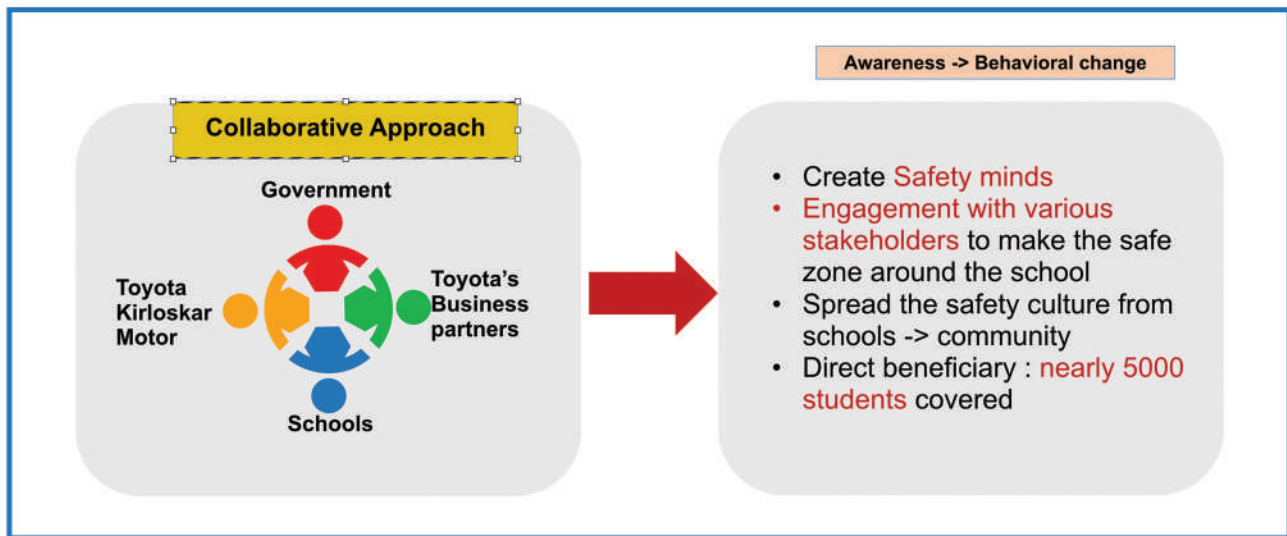 Awareness -> Behavioral change
Collaborative Approach
Government
Toyota
Kirloskar
Motor
Toyota's
Business
partners
Schools
• Create Safety minds
• Engagement with various
stakeholders to make the safe
zone around the school
• Spread the safety culture from
schools -> community
• Direct beneficiary : nearly 5000
students covered